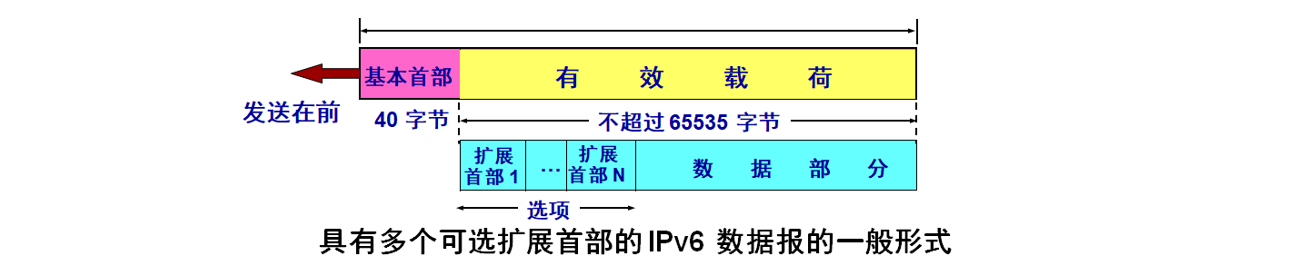 基本首部 有效载荷
发送在前
40 字节 不超过 65535 字节
扩展首部 1 … 扩展首部 N 数据部分
选项
具有多个可选扩展首部的 IPv6 数据报的一般形式